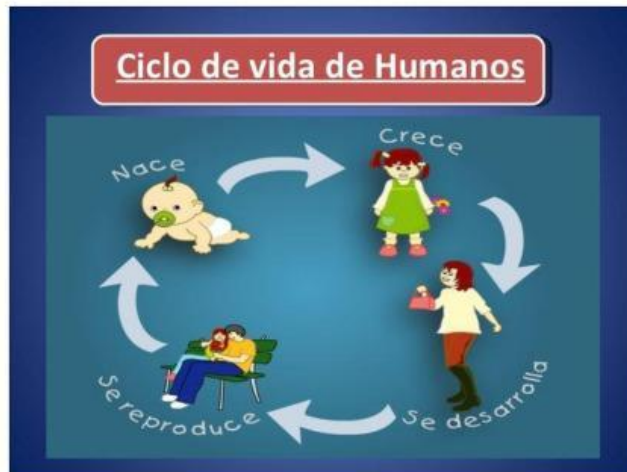 Ciclo de vida de Humanos
Nace
Crece
Se desarrolla
Se reproduce